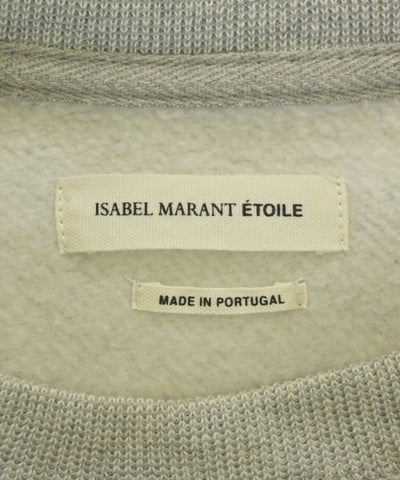 ISABEL MARANT ÉTOILE
MADE IN PORTUGAL